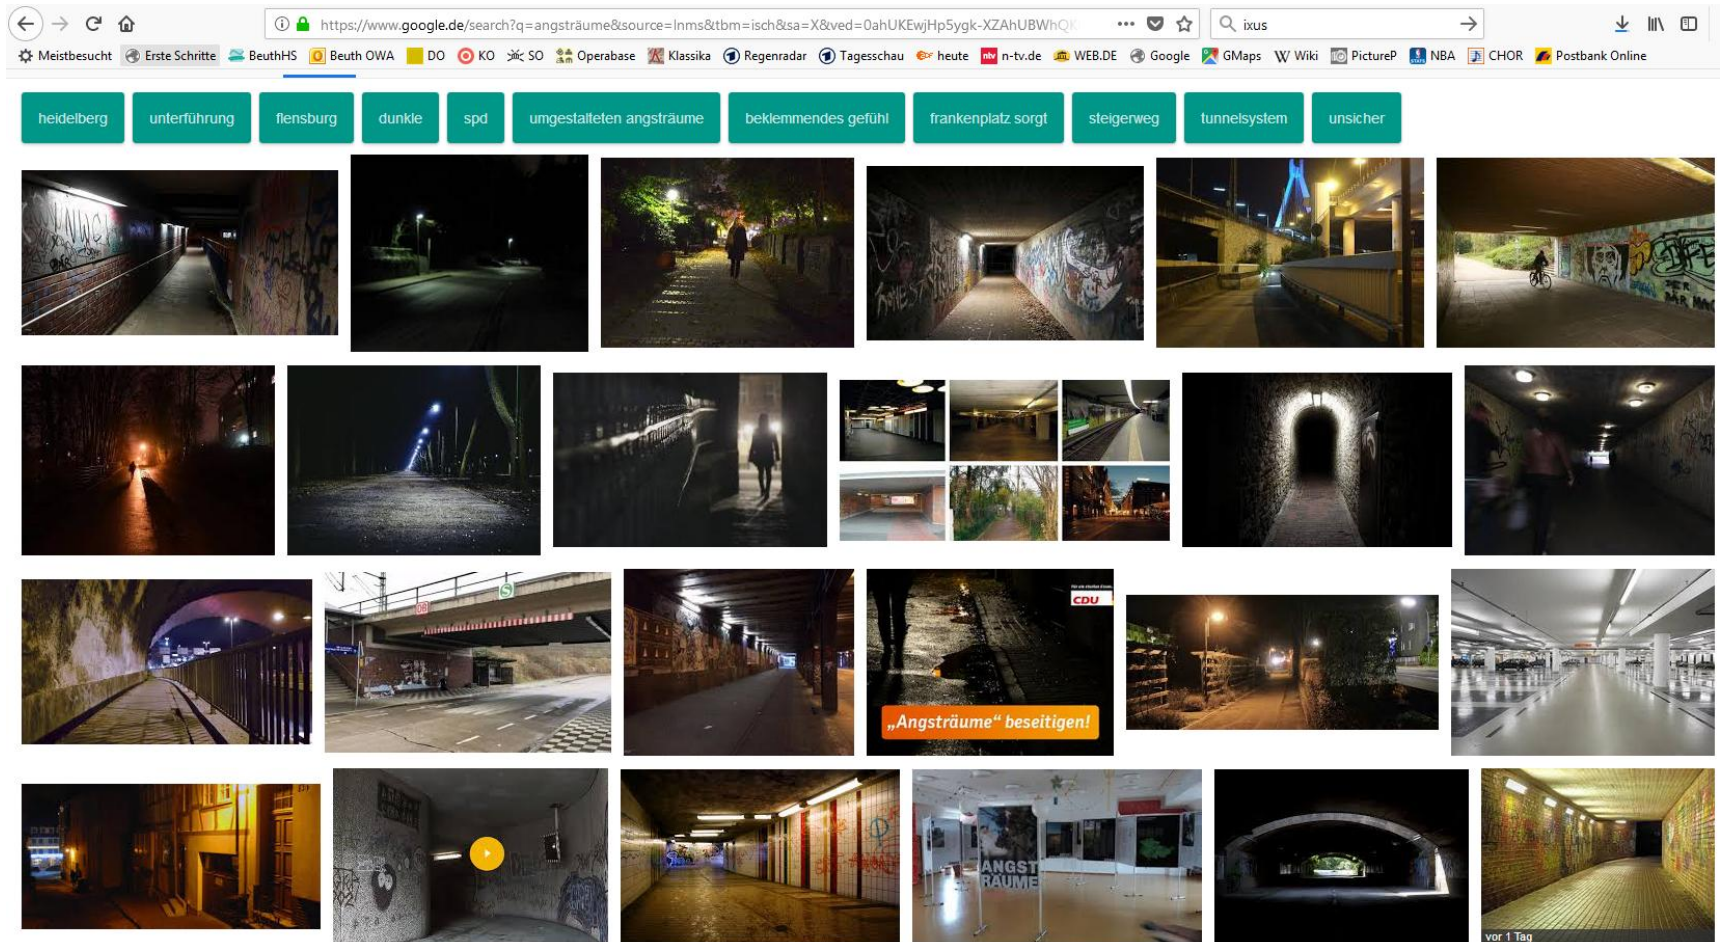 https://www.google.de/search?q=angsträume&source=lnms&tbm=isch&sa=X&ved=0ahUKEwjHp5ygk-XZAhUBWhQK
ixus
Meistbesucht Erste Schritte BeuthHS Beuth OWA DO KO SO Operabase Klassika Regenradar Tagesschau heute n-tv.de WEB.DE Google GMaps Wiki PictureP NBA CHOR Postbank Online
heidelberg unterführung flensburg dunkle spd umgestalteten angsträume beklemmendes gefühl frankenplatz sorgt steigerweg tunnelsystem unsicher
DB S
CDU
„Angsträume“ beseitigen!
ANGST
RÄUME
vor 1 Tag